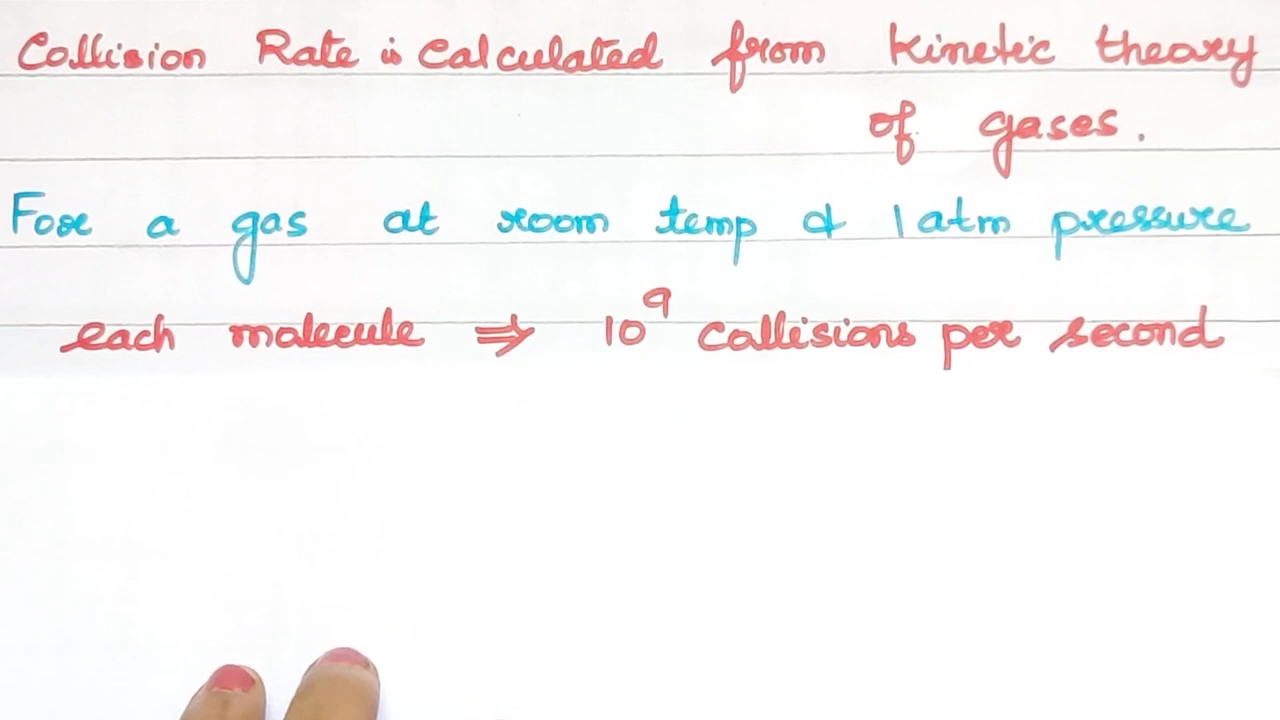 Collision Rate is Calculated from Kinetic theory
of gases.
For a gas at room temp & 1 atm pressure
each molecule ⇒ 10⁹ collisions per second